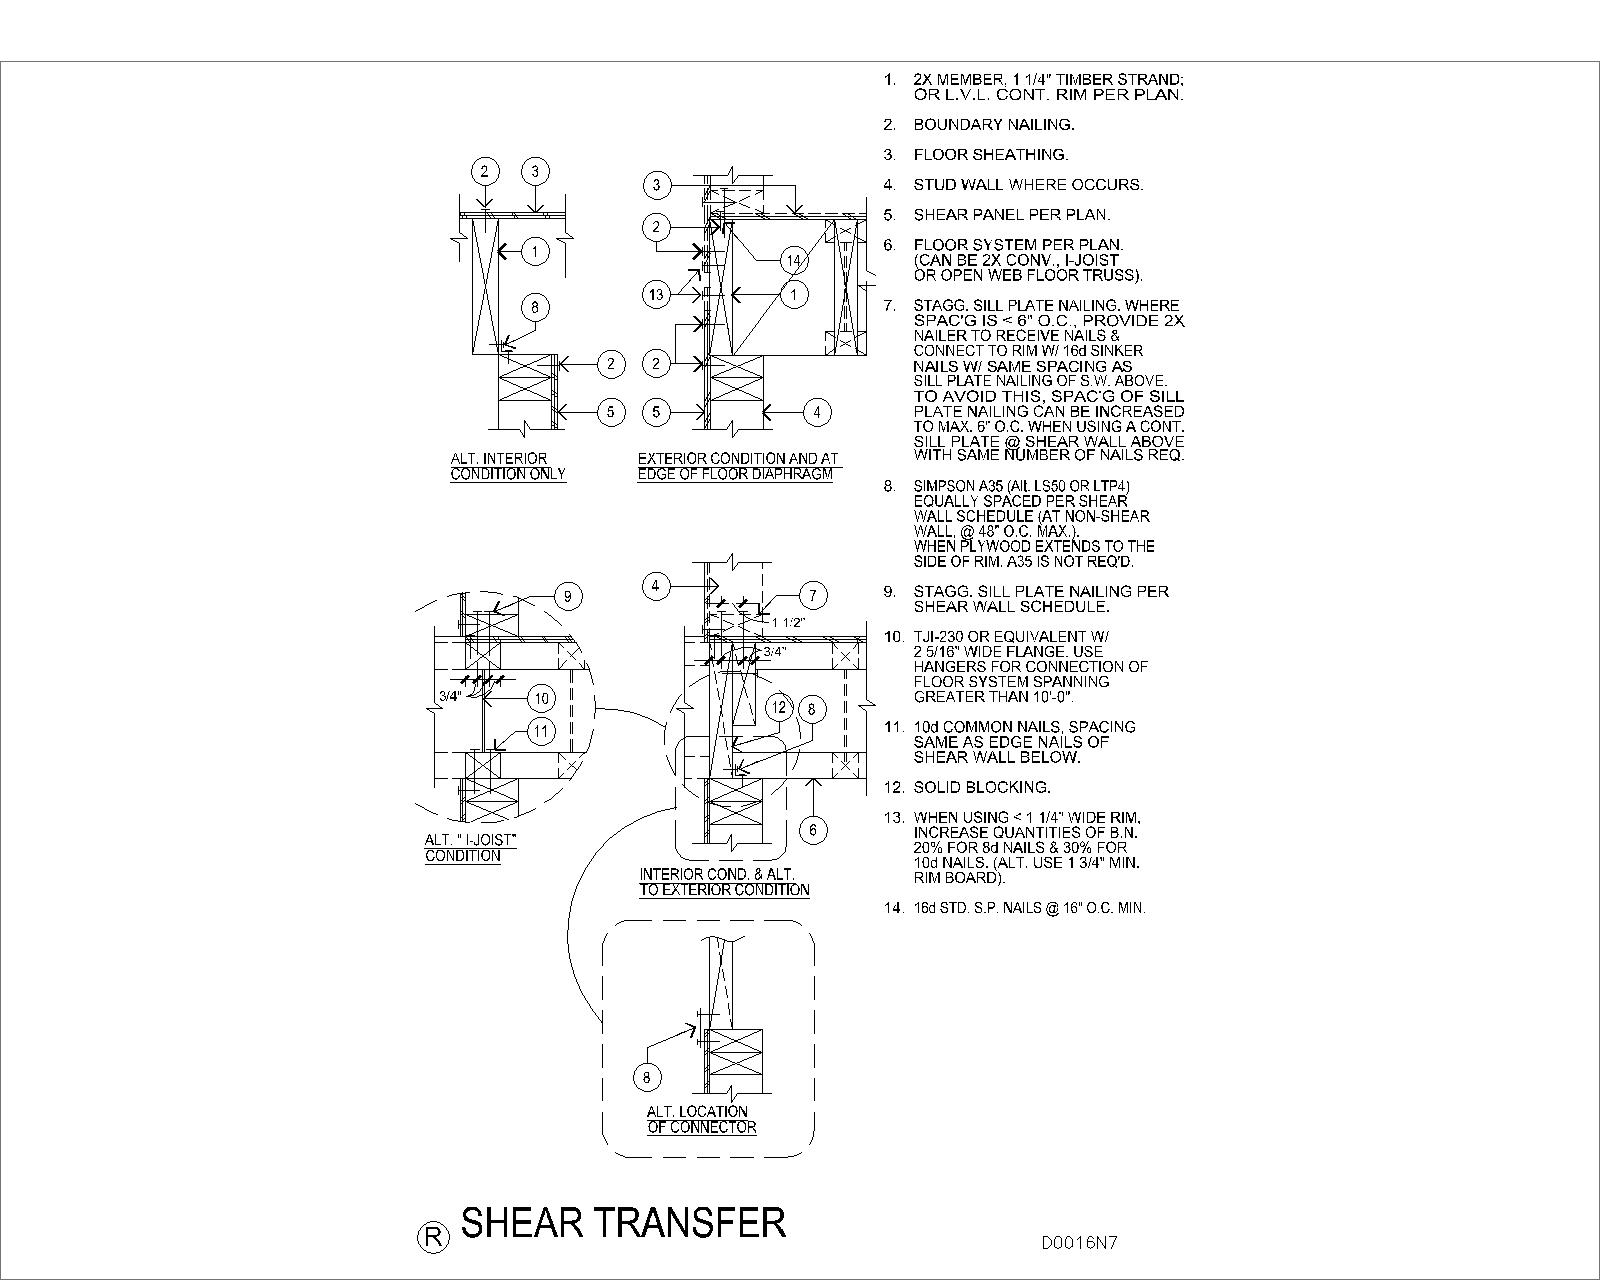 1. 2X MEMBER, 1 1/4" TIMBER STRAND;
OR L.V.L. CONT. RIM PER PLAN.
2. BOUNDARY NAILING.
3. FLOOR SHEATHING.
4. STUD WALL WHERE OCCURS.
5. SHEAR PANEL PER PLAN.
6. FLOOR SYSTEM PER PLAN.
(CAN BE 2X CONV., I-JOIST
OR OPEN WEB FLOOR TRUSS).
7. STAGG. SILL PLATE NAILING. WHERE
SPAC'G IS < 6" O.C., PROVIDE 2X
NAILER TO RECEIVE NAILS &
CONNECT TO RIM W/ 16d SINKER
NAILS W/ SAME SPACING AS
SILL PLATE NAILING OF S.W. ABOVE.
TO AVOID THIS, SPAC'G OF SILL
PLATE NAILING CAN BE INCREASED
TO MAX. 6" O.C. WHEN USING A CONT.
SILL PLATE @ SHEAR WALL ABOVE
WITH SAME NUMBER OF NAILS REQ.
8. SIMPSON A35 (Alt. LS50 OR LTP4)
EQUALLY SPACED PER SHEAR
WALL SCHEDULE (AT NON-SHEAR
WALL, @ 48" O.C. MAX.).
WHEN PLYWOOD EXTENDS TO THE
SIDE OF RIM. A35 IS NOT REQ'D.
9. STAGG. SILL PLATE NAILING PER
SHEAR WALL SCHEDULE.
10. TJI-230 OR EQUIVALENT W/
2 5/16" WIDE FLANGE. USE
HANGERS FOR CONNECTION OF
FLOOR SYSTEM SPANNING
GREATER THAN 10'-0".
11. 10d COMMON NAILS, SPACING
SAME AS EDGE NAILS OF
SHEAR WALL BELOW.
12. SOLID BLOCKING.
13. WHEN USING < 1 1/4" WIDE RIM,
INCREASE QUANTITIES OF B.N.
20% FOR 8d NAILS & 30% FOR
10d NAILS. (ALT. USE 1 3/4" MIN.
RIM BOARD).
14. 16d STD. S.P. NAILS @ 16" O.C. MIN.
2
3
1
8
2
5
ALT. INTERIOR
CONDITION ONLY
3
2
14
13
1
2
5
4
EXTERIOR CONDITION AND AT
EDGE OF FLOOR DIAPHRAGM
9
3/4"
10
11
ALT. " I-JOIST"
CONDITION
4
7
1 1/2"
3/4"
12
8
6
INTERIOR COND. & ALT.
TO EXTERIOR CONDITION
8
ALT. LOCATION
OF CONNECTOR
R SHEAR TRANSFER
D0016N7